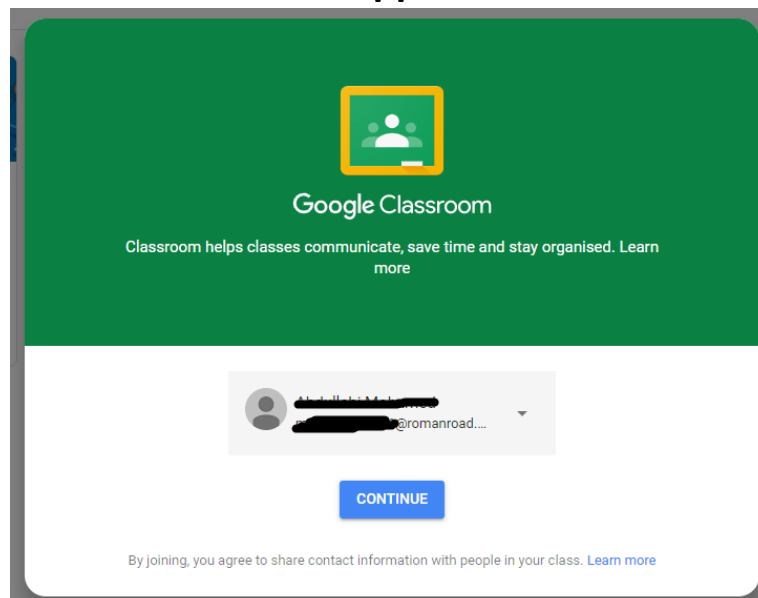 Google Classroom
Classroom helps classes communicate, save time and stay organised. Learn
more
@romanroad....
CONTINUE
By joining, you agree to share contact information with people in your class. Learn more